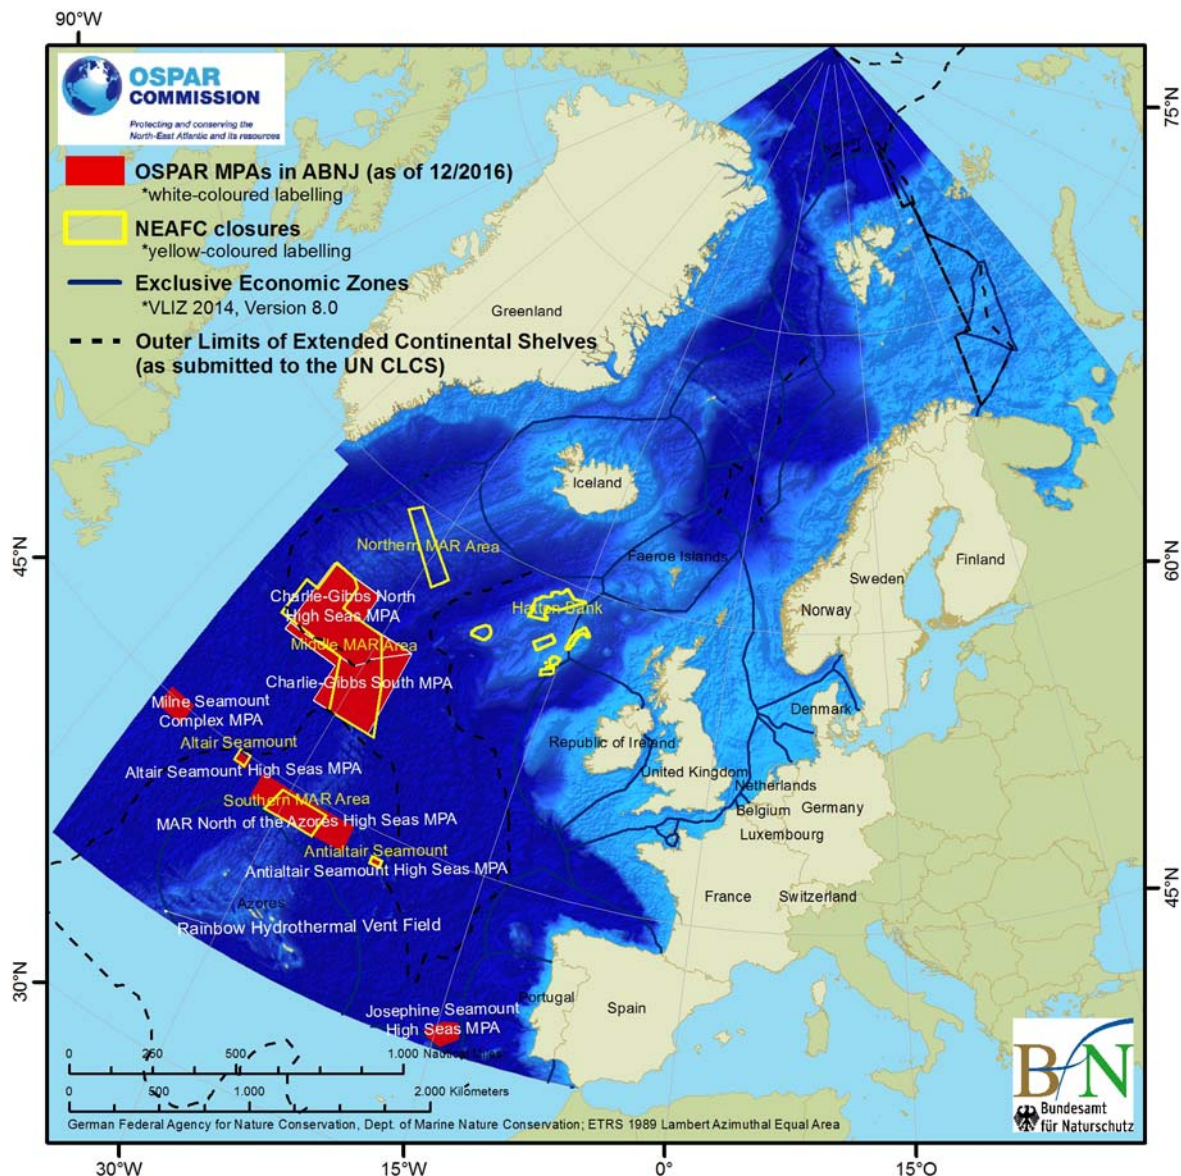 90°W
OSPAR
COMMISSION
Protecting and conserving the
North-East Atlantic and its resources
75°N
OSPAR MPAs in ABNJ (as of 12/2016)
*white-coloured labelling
NEAFC closures
*yellow-coloured labelling
Exclusive Economic Zones
*VLIZ 2014, Version 8.0
Outer Limits of Extended Continental Shelves
(as submitted to the UN CLCS)
Greenland
Iceland
Northern MAR Area
45°N
Faeroe Islands
Finland
60°N
Sweden
Charlie-Gibbs North
High Seas MPA
Hatton Bank
Norway
Middle MAR Area
Charlie-Gibbs South MPA
Milne Seamount
Complex MPA
Denmark
Altair Seamount
Republic of Ireland
Altair Seamount High Seas MPA
United Kingdom
Netherlands
Southern MAR Area
Belgium
Germany
MAR North of the Azores High Seas MPA
Luxembourg
Antialtair Seamount
Antialtair Seamount High Seas MPA
45°N
France
Switzerland
Azores
Rainbow Hydrothermal Vent Field
30°N
Portugal
Spain
Josephine Seamount
High Seas MPA
0 250 500 1.000 Nautical Miles
0 500 1.000 2.000 Kilometers
BfN
Bundesamt
für Naturschutz
German Federal Agency for Nature Conservation, Dept. of Marine Nature Conservation; ETRS 1989 Lambert Azimuthal Equal Area
30°W
15°W
0°
15°O